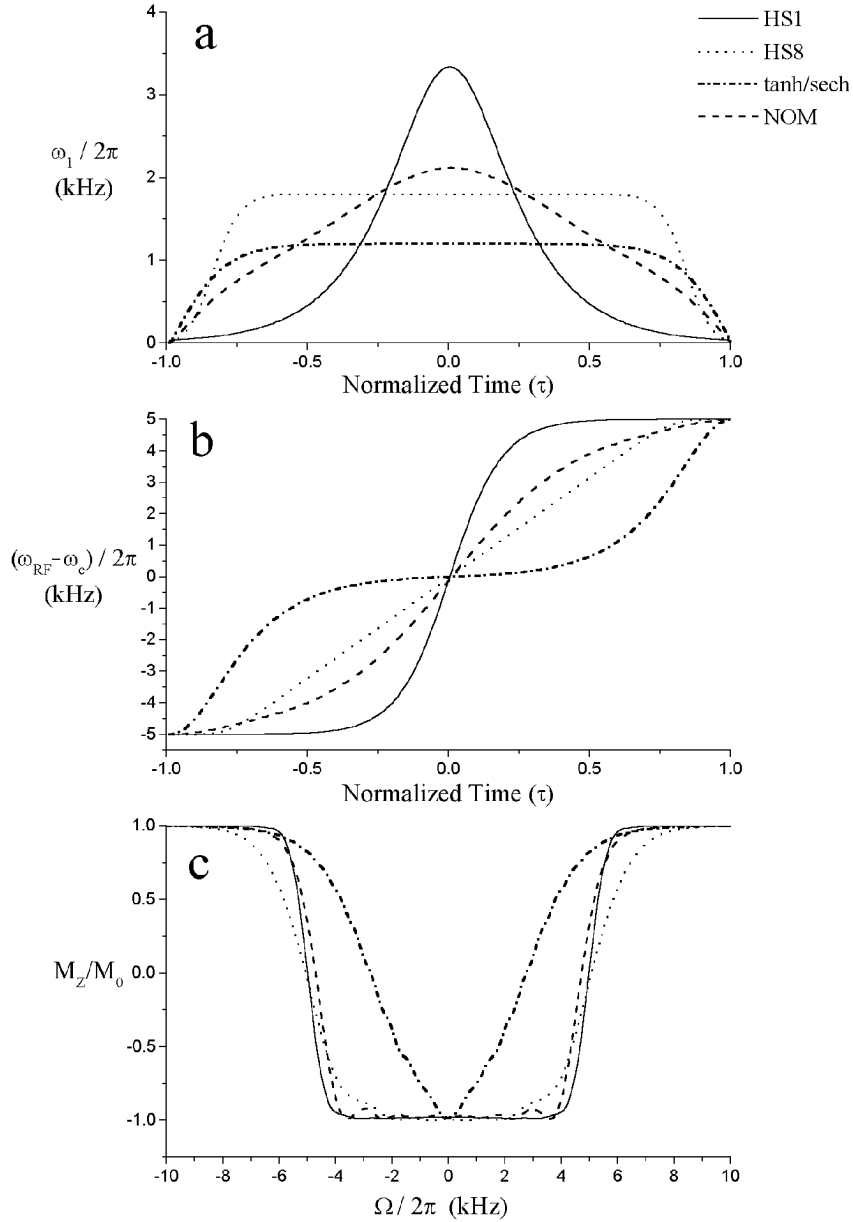 a
HS1
HS8
tanh/sech
NOM
4
3
2
1
0
ω₁ / 2π
(kHz)
-1.0 -0.5 0.0 0.5 1.0
Normalized Time (τ)
b
5
4
3
2
1
0
-1
-2
-3
-4
-5
(ω_RF-ω_c) / 2π
(kHz)
-1.0 -0.5 0.0 0.5 1.0
Normalized Time (τ)
c
1.0
0.5
0.0
-0.5
-1.0
M_Z/M₀
-10 -8 -6 -4 -2 0 2 4 6 8 10
Ω / 2π (kHz)